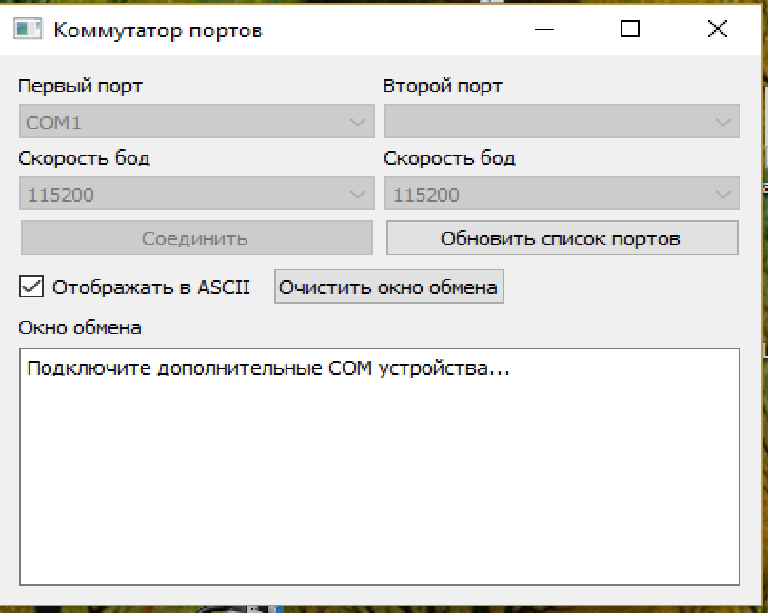 Коммутатор портов
Первый порт Второй порт
COM1
Скорость бод Скорость бод
115200 115200
Соединить Обновить список портов
Отображать в ASCII Очистить окно обмена
Окно обмена
Подключите дополнительные COM устройства...